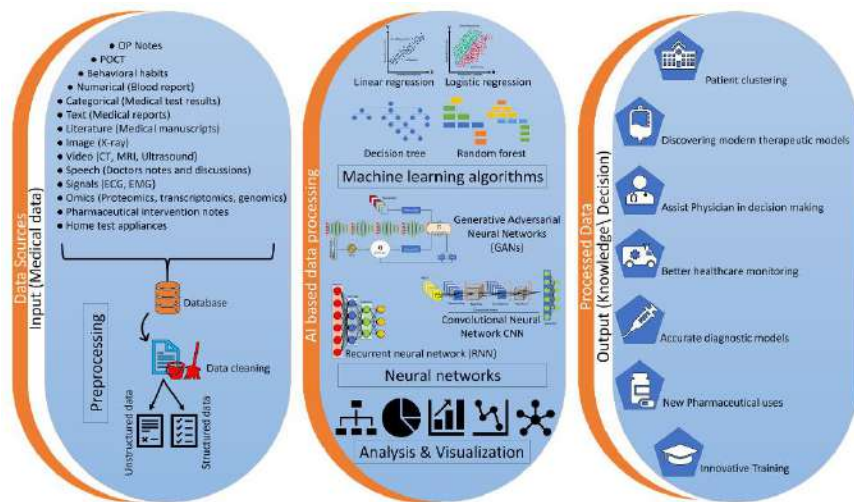 Data Sources
Input (Medical data)
OP Notes
POCT
Behavioral habits
Numerical (Blood report)
Categorical (Medical test results)
Text (Medical reports)
Literature (Medical manuscripts)
Image (X-ray)
Video (CT, MRI, Ultrasound)
Speech (Doctors notes and discussions)
Signals (ECG, EMG)
Omics (Proteomics, transcriptomics, genomics)
Pharmaceutical intervention notes
Home test appliances
Database
Preprocessing
Data cleaning
Unstructured data
Structured data
AI based data processing
Linear regression
Logistic regression
Decision tree
Random forest
Machine learning algorithms
Generative Adversarial
Neural Networks
(GANs)
Convolutional Neural
Network CNN
Recurrent neural network (RNN)
Neural networks
Analysis & Visualization
Processed Data
Output (Knowledge\ Decision)
Patient clustering
Discovering modern therapeutic models
Assist Physician in decision making
Better healthcare monitoring
Accurate diagnostic models
New Pharmaceutical uses
Innovative Training